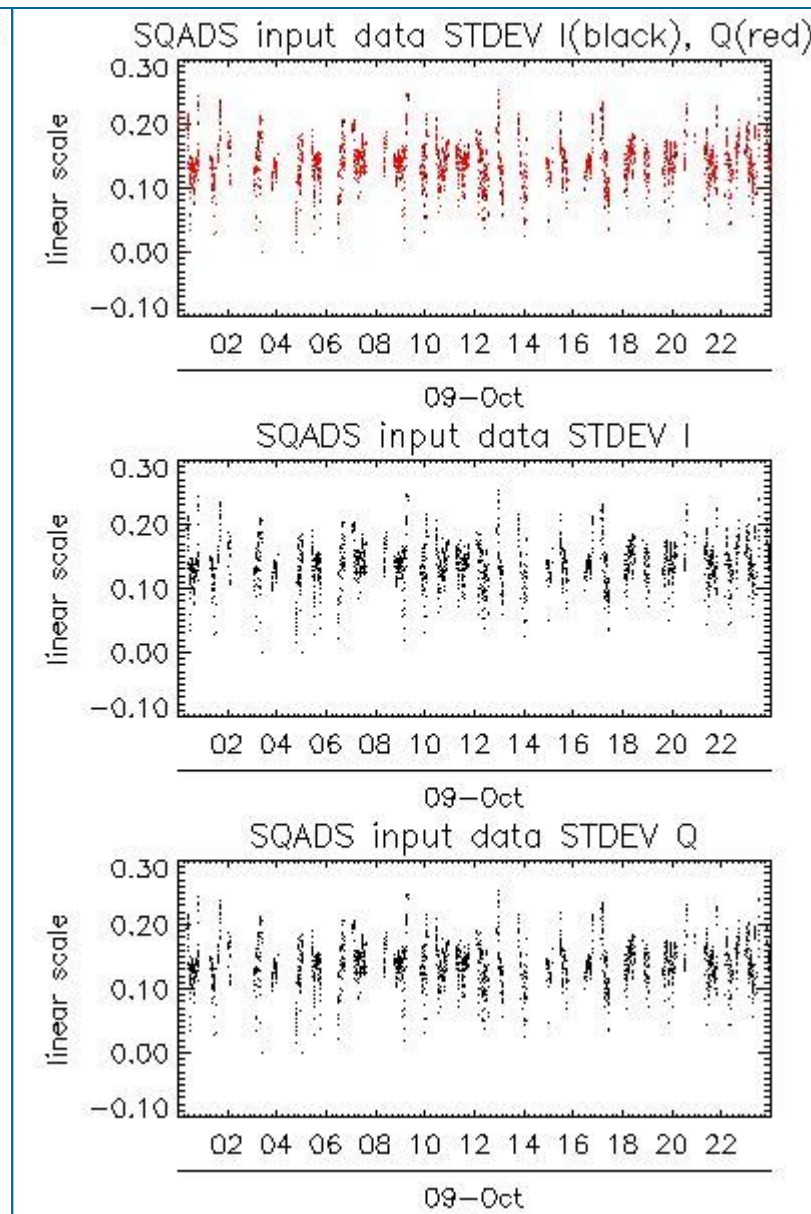 SQADS input data STDEV I(black), Q(red)
0.30
0.20
0.10
0.00
-0.10
linear scale
02 04 06 08 10 12 14 16 18 20 22
09-Oct
SQADS input data STDEV I
0.30
0.20
0.10
0.00
-0.10
linear scale
02 04 06 08 10 12 14 16 18 20 22
09-Oct
SQADS input data STDEV Q
0.30
0.20
0.10
0.00
-0.10
linear scale
02 04 06 08 10 12 14 16 18 20 22
09-Oct